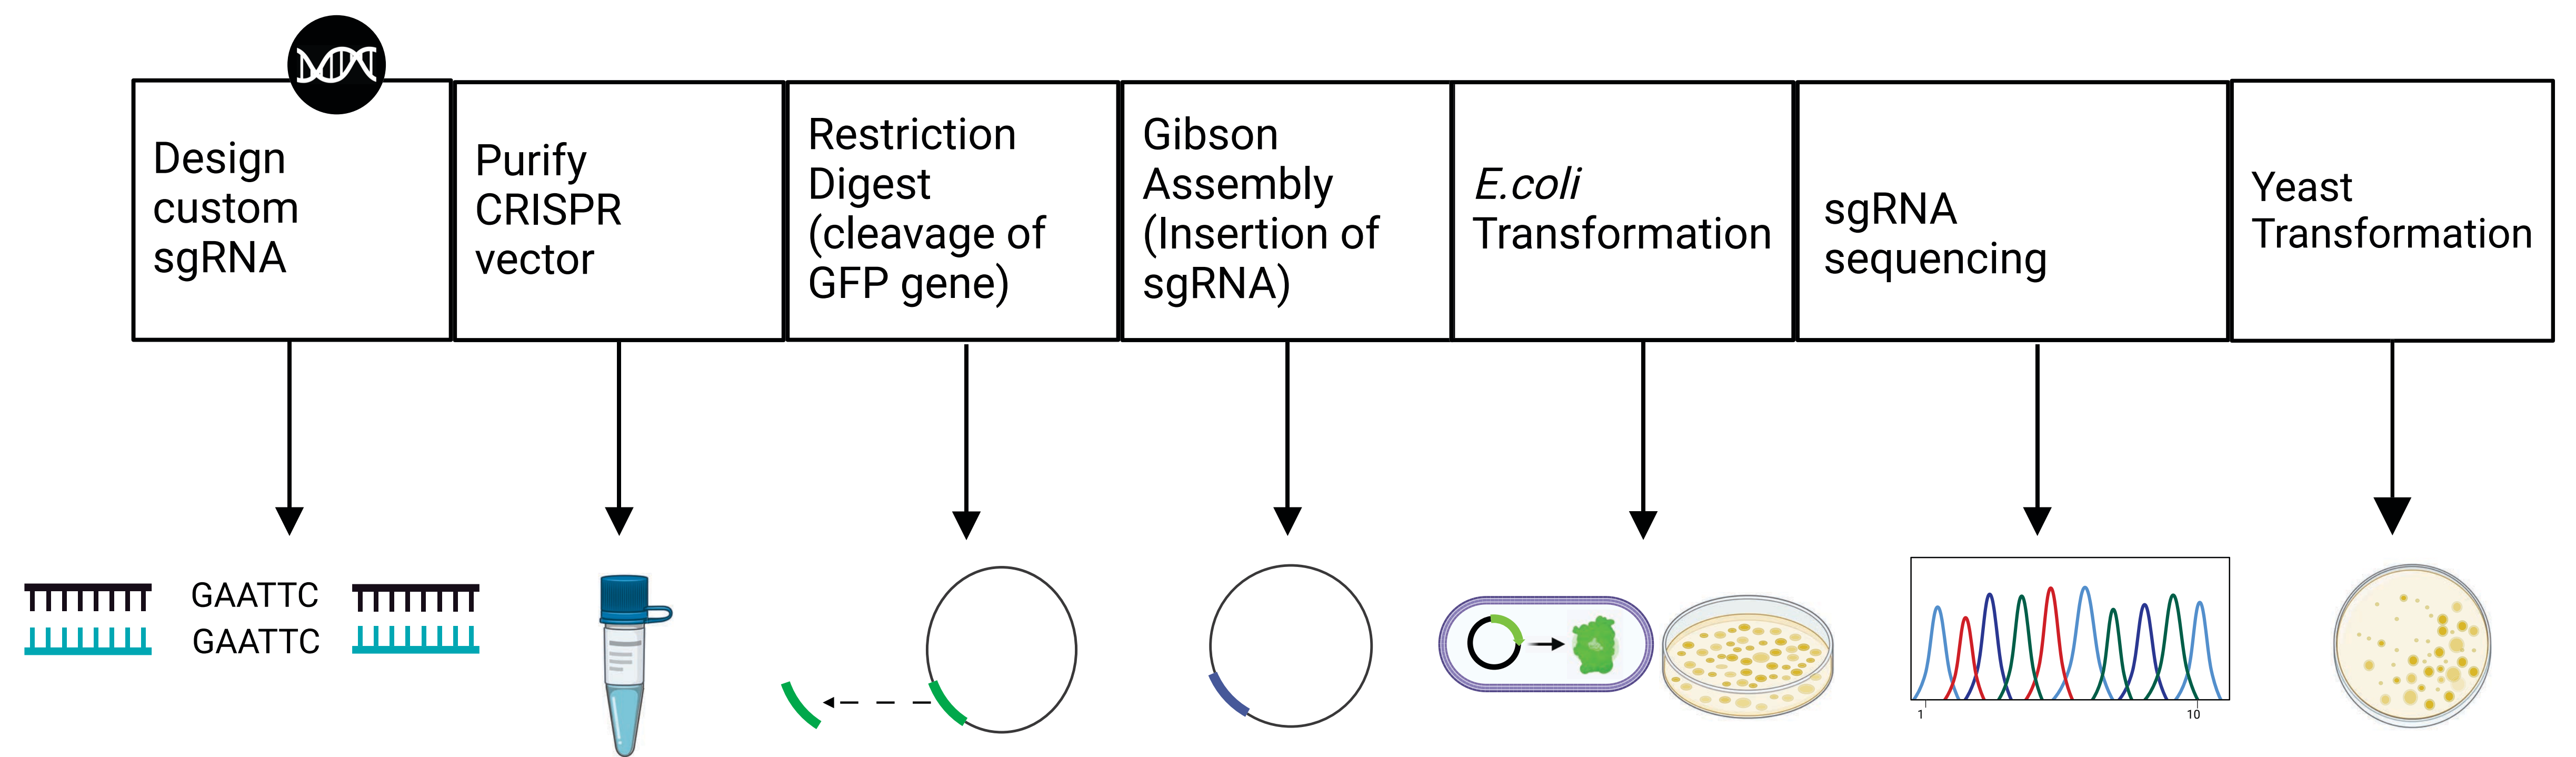 Design
custom
sgRNA
Purify
CRISPR
vector
Restriction
Digest
(cleavage of
GFP gene)
Gibson
Assembly
(Insertion of
sgRNA)
E.coli
Transformation
sgRNA
sequencing
Yeast
Transformation
GAATTC
GAATTC
1
10